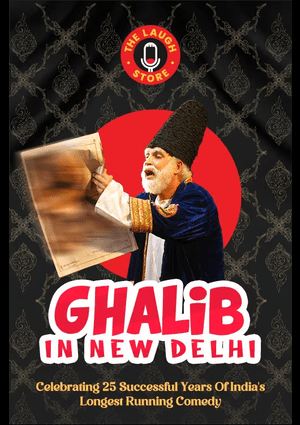 THE LAUGH
STORE
GHALiB
IN NEW DELHI
Celebrating 25 Successful Years Of India's
Longest Running Comedy